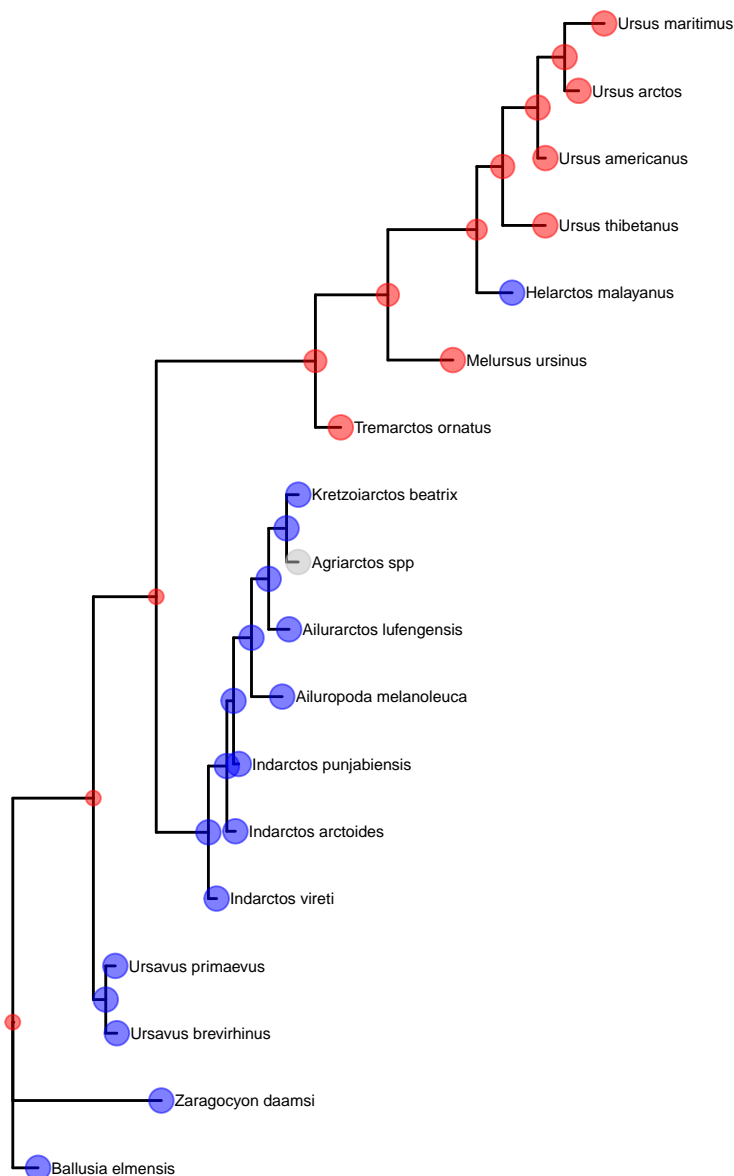 Ursus maritimus
Ursus arctos
Ursus americanus
Ursus thibetanus
Helarctos malayanus
Melursus ursinus
Tremarctos ornatus
Kretzoiarctos beatrix
Agriarctos spp
Ailurarctos lufengensis
Ailuropoda melanoleuca
Indarctos punjabiensis
Indarctos arctoides
Indarctos vireti
Ursavus primaevus
Ursavus brevirhinus
Zaragocyon daamsi
Ballusia elmensis